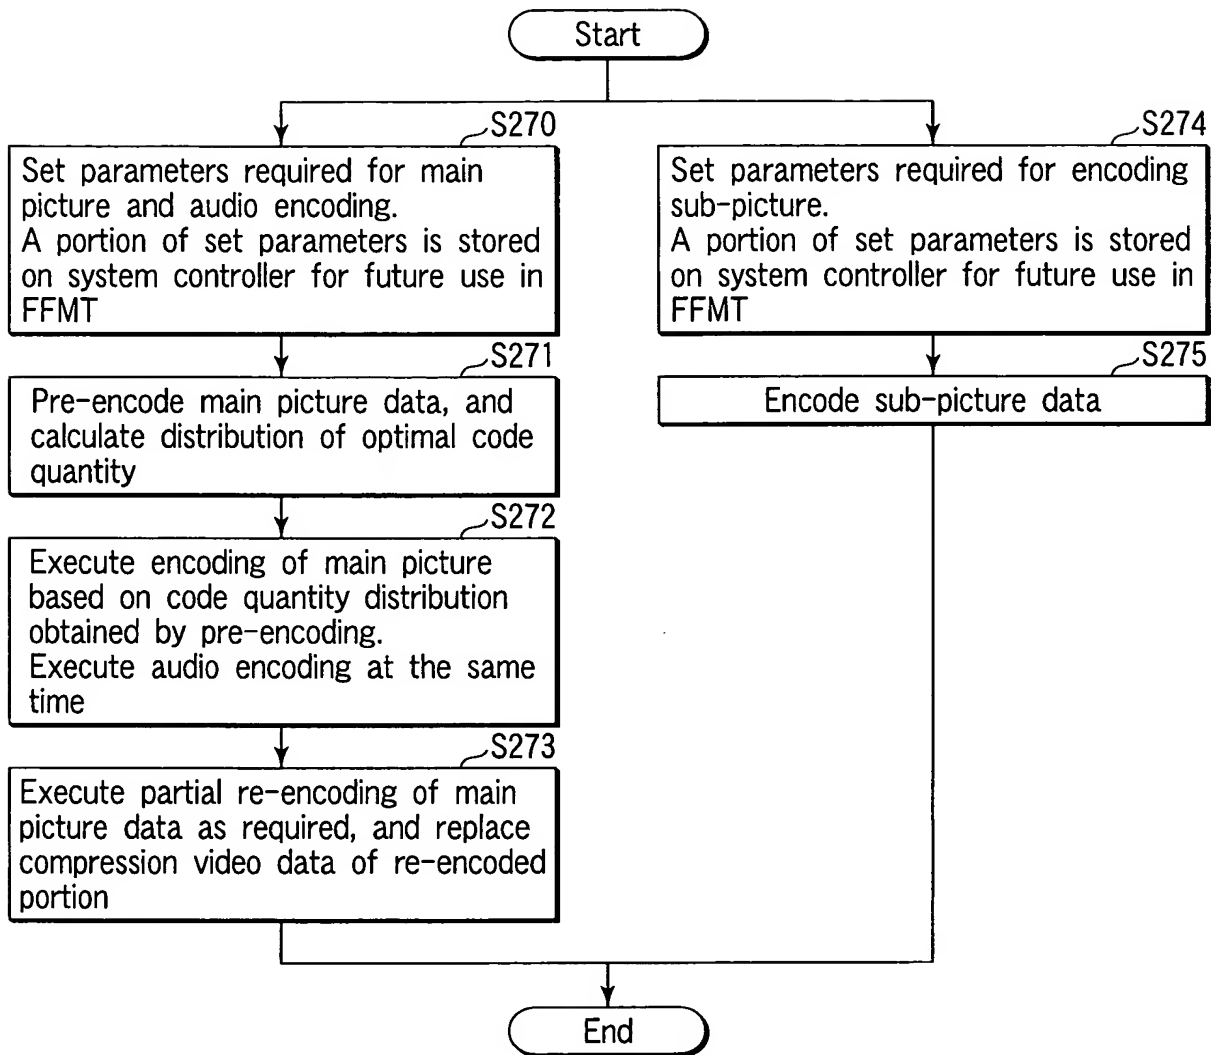 Start
S270
Set parameters required for main
picture and audio encoding.
A portion of set parameters is stored
on system controller for future use in
FFMT
S271
Pre-encode main picture data, and
calculate distribution of optimal code
quantity
S272
Execute encoding of main picture
based on code quantity distribution
obtained by pre-encoding.
Execute audio encoding at the same
time
S273
Execute partial re-encoding of main
picture data as required, and replace
compression video data of re-encoded
portion
S274
Set parameters required for encoding
sub-picture.
A portion of set parameters is stored
on system controller for future use in
FFMT
S275
Encode sub-picture data
End